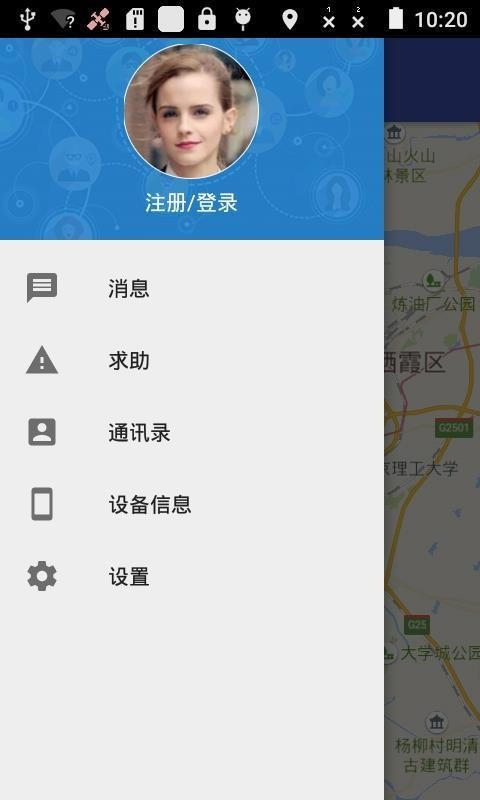 10:20
注册/登录
消息
求助
通讯录
设备信息
设置
山火山
林景区
炼油厂公园
栖霞区
G2501
京理工大学
G25
大学城公园
杨柳村明清
古建筑群